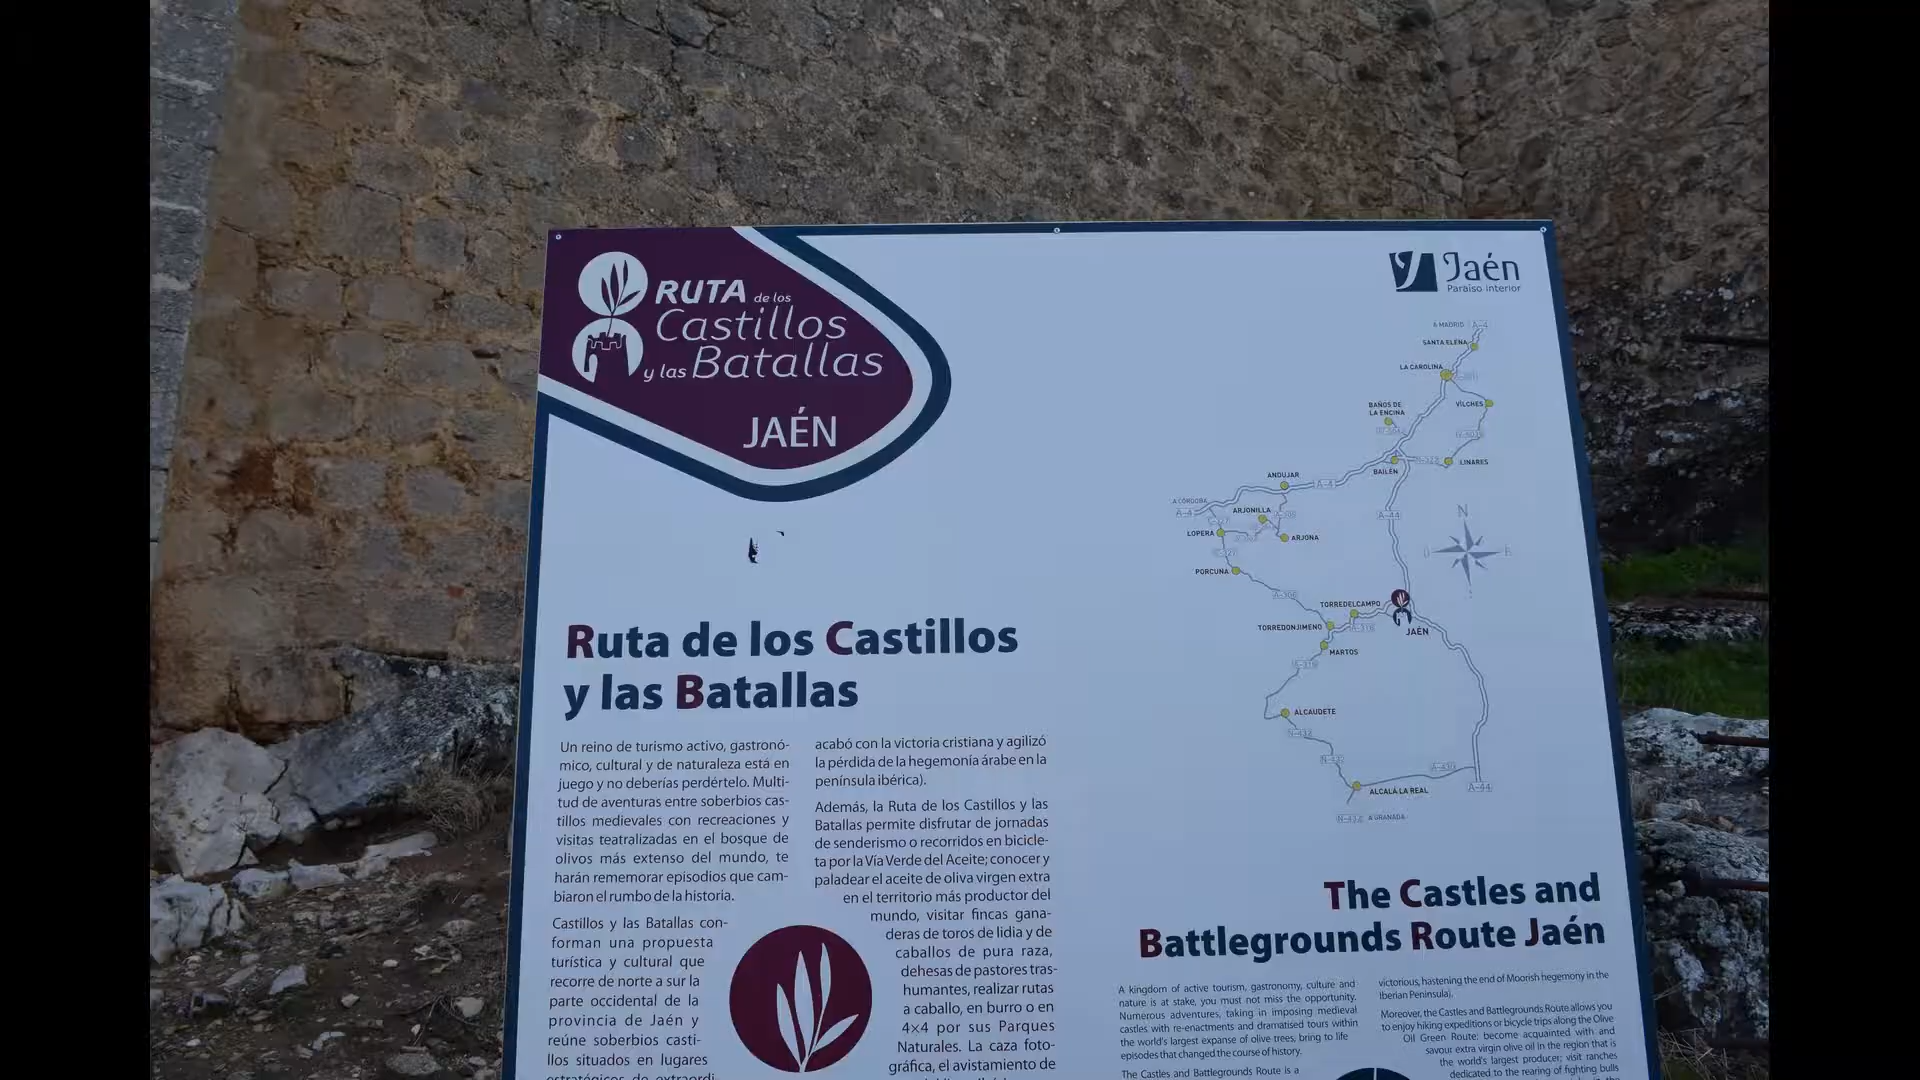 RUTA de los
Castillos
y las Batallas
JAÉN
Jaén
Paraíso Interior
A MADRID A-4
SANTA ELENA
LA CAROLINA
VILCHES
BAÑOS DE
LA ENCINA
BAILÉN
LINARES
ANDUJAR
A-4
A CÓRDOBA
A-4
ARJONILLA
A-44
LOPERA
ARJONA
N
PORCUNA
A-306
TORREDELCAMPO
TORREDONJIMENO
JAÉN
MARTOS
ALCAUDETE
N-432
ALCALÁ LA REAL
A-44
N-432 A GRANADA
Ruta de los Castillos
y las Batallas
Un reino de turismo activo, gastronó-
mico, cultural y de naturaleza está en
juego y no deberías perdértelo. Multi-
tud de aventuras entre soberbios cas-
tillos medievales con recreaciones y
visitas teatralizadas en el bosque de
olivos más extenso del mundo, te
harán rememorar episodios que cam-
biaron el rumbo de la historia.
Castillos y las Batallas con-
forman una propuesta
turística y cultural que
recorre de norte a sur la
parte occidental de la
provincia de Jaén y
reúne soberbios casti-
llos situados en lugares
estratégicos de extraordi
acabó con la victoria cristiana y agilizó
la pérdida de la hegemonía árabe en la
península ibérica).
Además, la Ruta de los Castillos y las
Batallas permite disfrutar de jornadas
de senderismo o recorridos en bicicle-
ta por la Vía Verde del Aceite; conocer y
paladear el aceite de oliva virgen extra
en el territorio más productor del
mundo, visitar fincas gana-
deras de toros de lidia y de
caballos de pura raza,
dehesas de pastores tras-
humantes, realizar rutas
a caballo, en burro o en
4×4 por sus Parques
Naturales. La caza foto-
gráfica, el avistamiento de
The Castles and
Battlegrounds Route Jaén
A kingdom of active tourism, gastronomy, culture and
nature is at stake, you must not miss the opportunity.
Numerous adventures, taking in imposing medieval
castles with re-enactments and dramatised tours within
the world's largest expanse of olive trees, bring to life
episodes that changed the course of history.
The Castles and Battlegrounds Route is a
victorious, hastening the end of Moorish hegemony in the
Iberian Peninsula).
Moreover, the Castles and Battlegrounds Route allows you
to enjoy hiking expeditions or bicycle trips along the Olive
Oil Green Route; become acquainted with and
savour extra virgin olive oil in the region that is
the world's largest producer; visit ranches
dedicated to the rearing of fighting bulls